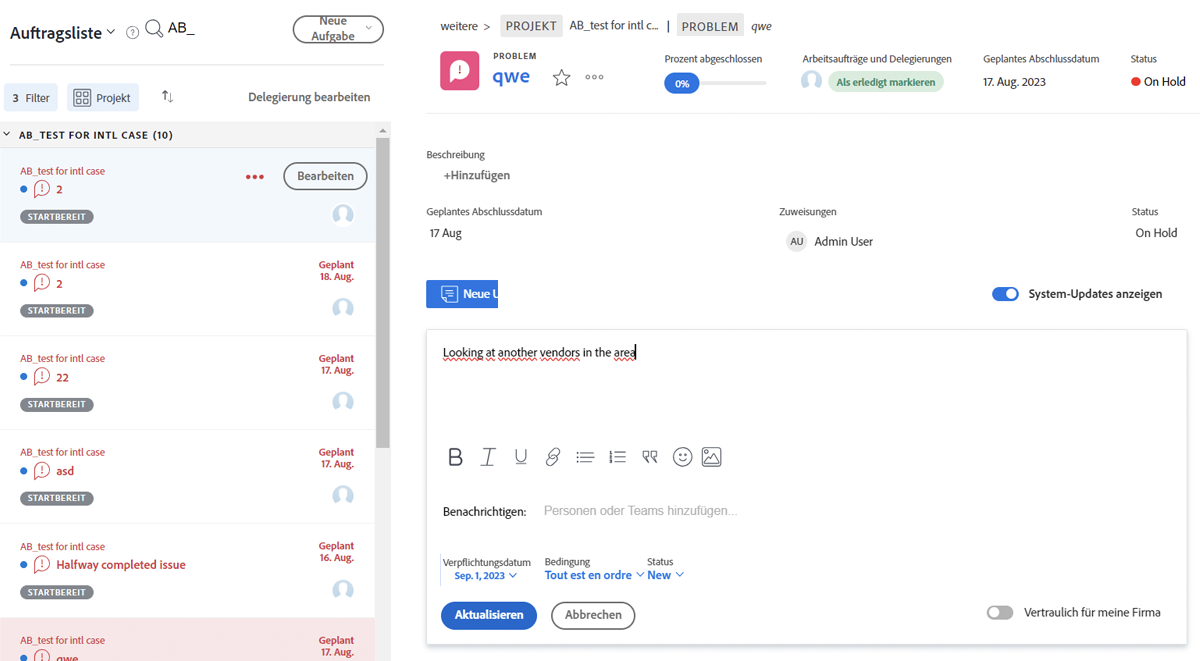 Auftragsliste
AB_
Neue Aufgabe
3 Filter
Projekt
Delegierung bearbeiten
AB_TEST FOR INTL CASE (10)
AB_test for intl case
2
Bearbeiten
STARTBEREIT
AB_test for intl case
Geplant
2
18. Aug.
STARTBEREIT
AB_test for intl case
Geplant
22
17. Aug.
STARTBEREIT
AB_test for intl case
Geplant
asd
17. Aug.
STARTBEREIT
AB_test for intl case
Geplant
Halfway completed issue
16. Aug.
STARTBEREIT
AB_test for intl case
Geplant
qwe
17. Aug.
weitere > PROJEKT AB_test for intl c... | PROBLEM qwe
PROBLEM
qwe
Prozent abgeschlossen
0%
Arbeitsaufträge und Delegierungen
Als erledigt markieren
Geplantes Abschlussdatum
17. Aug. 2023
Status
On Hold
Beschreibung
+Hinzufügen
Geplantes Abschlussdatum
17 Aug
Zuweisungen
AU Admin User
Status
On Hold
Neue U
System-Updates anzeigen
Looking at another vendors in the area
B I U
Benachrichtigen: Personen oder Teams hinzufügen...
Verpflichtungsdatum
Sep. 1, 2023
Bedingung
Tout est en ordre
Status
New
Aktualisieren
Abbrechen
Vertraulich für meine Firma